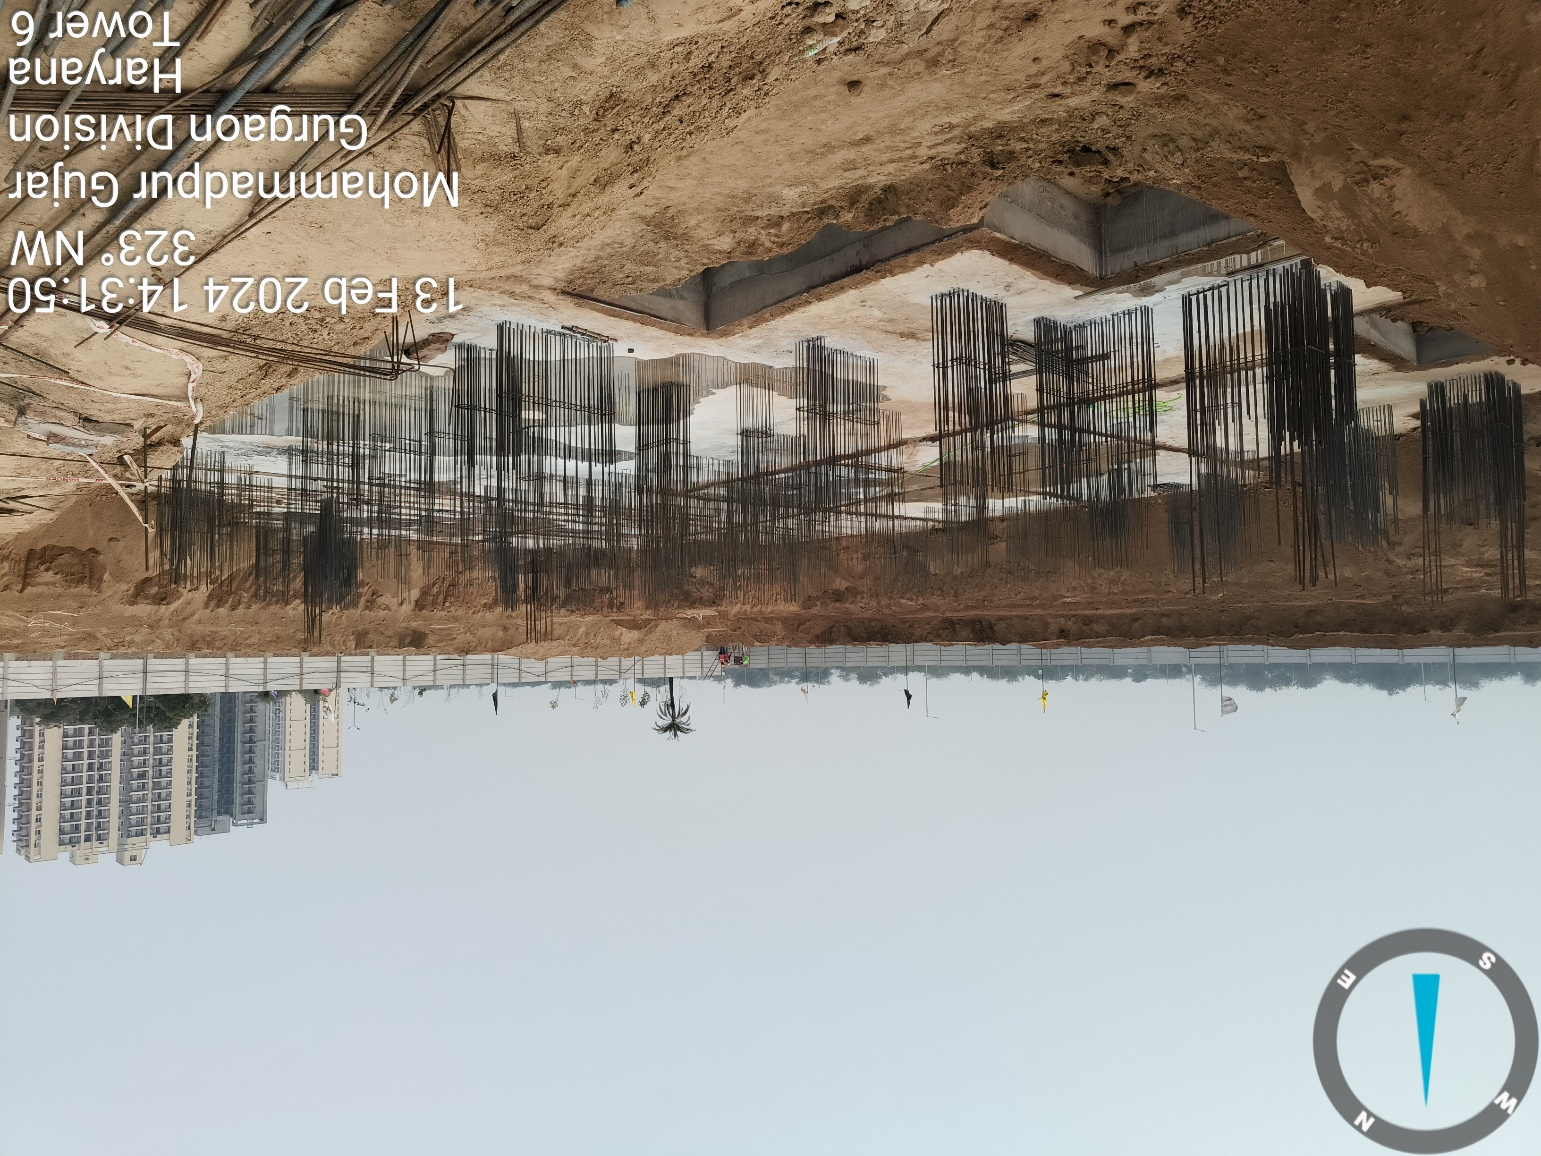 13 Feb 2024 14:31:50
323° NW
Mohammadpur Gujar
Gurgaon Division
Haryana
Tower 6
N
E
S
W